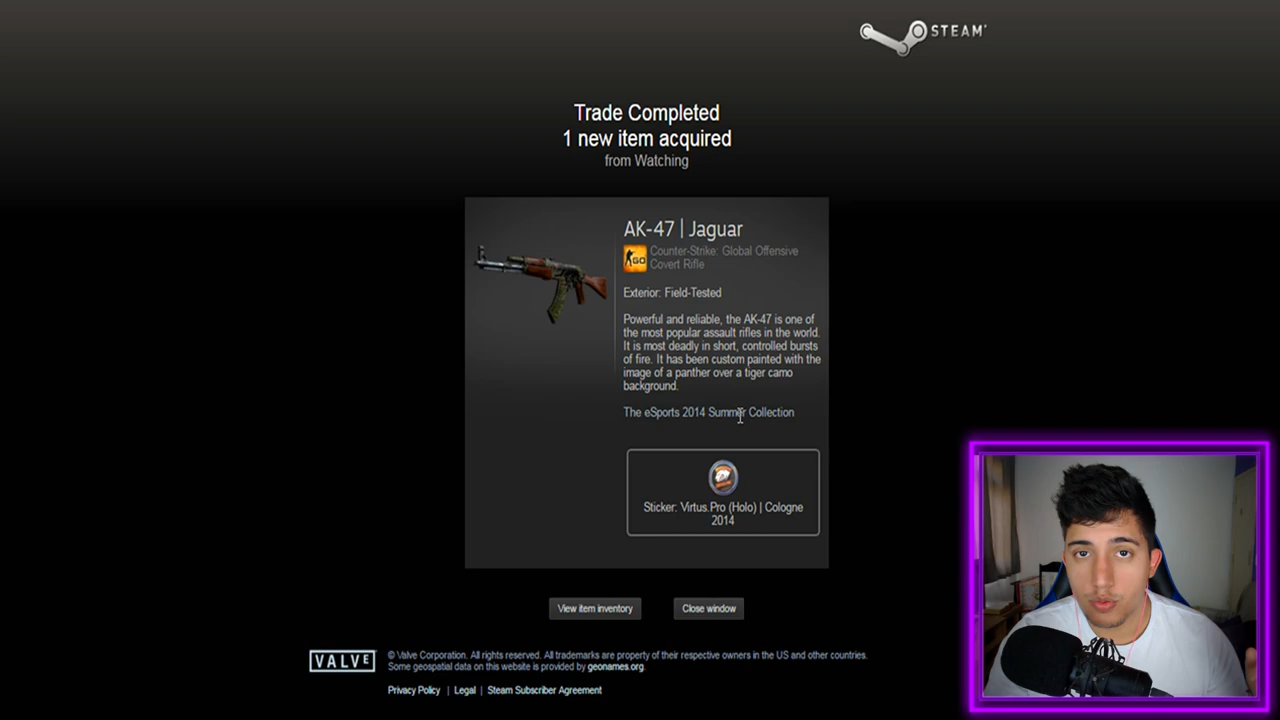 STEAM
Trade Completed
1 new item acquired
from Watching
AK-47 | Jaguar
GO
Counter-Strike: Global Offensive
Covert Rifle
Exterior: Field-Tested
Powerful and reliable, the AK-47 is one of
the most popular assault rifles in the world.
It is most deadly in short, controlled bursts
of fire. It has been custom painted with the
image of a panther over a tiger camo
background.
The eSports 2014 Summer Collection
Sticker: Virtus.Pro (Holo) | Cologne
2014
View item inventory
Close window
VALVE
© Valve Corporation. All rights reserved. All trademarks are property of their respective owners in the US and other countries.
Some geospatial data on this website is provided by geonames.org.
Privacy Policy | Legal | Steam Subscriber Agreement